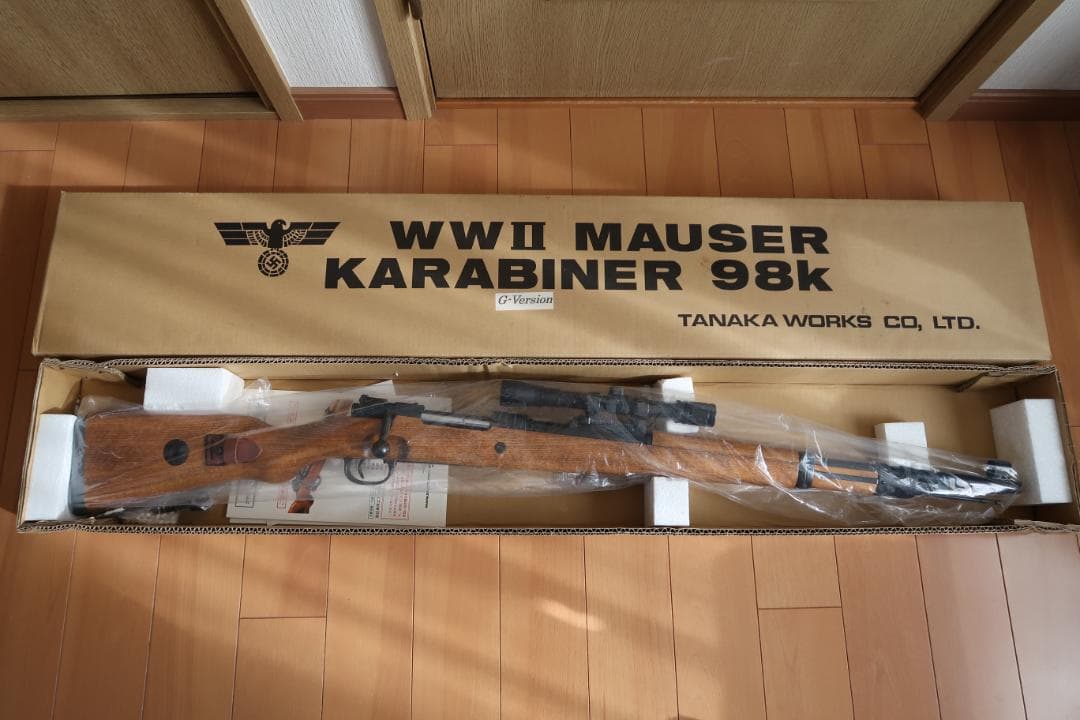 WWII MAUSER
KARABINER 98k
G-Version
TANAKA WORKS CO, LTD.